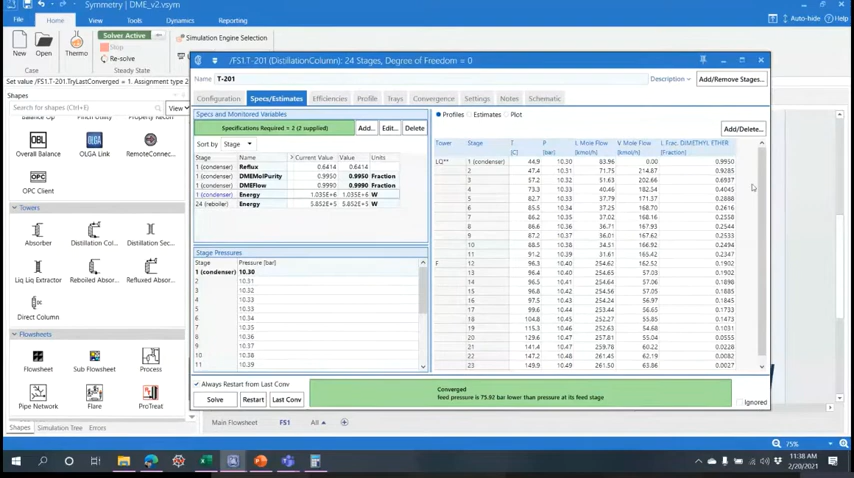 Symmetry | DME_v2.vsym
File
Home
View
Tools
Dynamics
Reporting
Auto-hide
Help
New
Open
Thermo
Solver Active
Stop
Re-solve
Simulation Engine Selection
Case
Steady State
Set value /FS1.T-201.TryLastConverged = 1. Assignment type 2
Shapes
Search for shapes (Ctrl+E)
View
Overall Balance
OLGA Link
RemoteConnec...
OPC Client
Towers
Absorber
Distillation Col...
Distillation Sec...
Liq Liq Extractor
Reboiled Absor...
Refluxed Absor...
Direct Column
Flowsheets
Flowsheet
Sub Flowsheet
Process
Pipe Network
Flare
ProTreat
Shapes
Simulation Tree
Errors
/FS1.T-201 (DistillationColumn): 24 Stages, Degree of Freedom = 0
Name T-201
Description
Add/Remove Stages...
Configuration
Specs/Estimates
Efficiencies
Profile
Trays
Convergence
Settings
Notes
Schematic
Specs and Monitored Variables
Specifications Required = 2 (2 supplied)
Add... Edit... Delete
Sort by Stage
Stage Name Current Value Value Units
1 (condenser) Reflux 0.6414 0.6414
1 (condenser) DMEMolPurity 0.9950 0.9950 Fraction
1 (condenser) DMEFlow 0.9990 0.9990 Fraction
1 (condenser) Energy 1.035E+6 1.035E+6 W
24 (reboiler) Energy 5.852E+5 5.852E+5 W
Stage Pressures
Stage Pressure [bar]
1 (condenser) 10.30
2 10.31
3 10.32
4 10.33
5 10.33
6 10.34
7 10.35
8 10.36
9 10.37
10 10.38
11 10.39
Always Restart from Last Conv
Solve Restart Last Conv
Converged
feed pressure is 75.92 bar lower than pressure at its feed stage
Ignored
Profiles Estimates Plot
Add/Delete...
Tower Stage T P L Mole Flow V Mole Flow L Frac. DIMETHYL ETHER
[C] [bar] [kmol/h] [kmol/h] [Fraction]
LQ** 1 (condenser) 44.9 10.30 83.96 0.00 0.9950
2 47.4 10.31 71.75 214.87 0.9285
3 57.2 10.32 51.63 202.66 0.6937
4 73.3 10.33 40.46 182.54 0.4045
5 82.7 10.33 37.79 171.37 0.2888
6 85.5 10.34 37.25 168.70 0.2616
7 86.2 10.35 37.02 168.16 0.2558
8 86.6 10.36 36.71 167.93 0.2544
9 87.2 10.37 36.01 167.62 0.2533
10 88.5 10.38 34.51 166.92 0.2494
11 91.2 10.39 31.61 165.42 0.2347
F 12 96.3 10.40 254.62 162.52 0.1902
13 96.4 10.40 254.62 57.03 0.1902
14 96.5 10.41 254.64 57.06 0.1898
15 96.8 10.42 254.56 57.05 0.1885
16 97.5 10.43 254.24 56.97 0.1845
17 99.6 10.44 253.44 56.65 0.1733
18 104.8 10.45 252.27 55.85 0.1473
19 115.3 10.46 252.63 54.68 0.1031
20 129.6 10.47 257.81 55.04 0.0555
21 141.4 10.47 259.78 60.22 0.0228
22 147.2 10.48 261.45 62.19 0.0082
23 149.9 10.49 261.50 63.86 0.0027
Main Flowsheet
FS1
All
75%
11:38 AM
2/20/2021